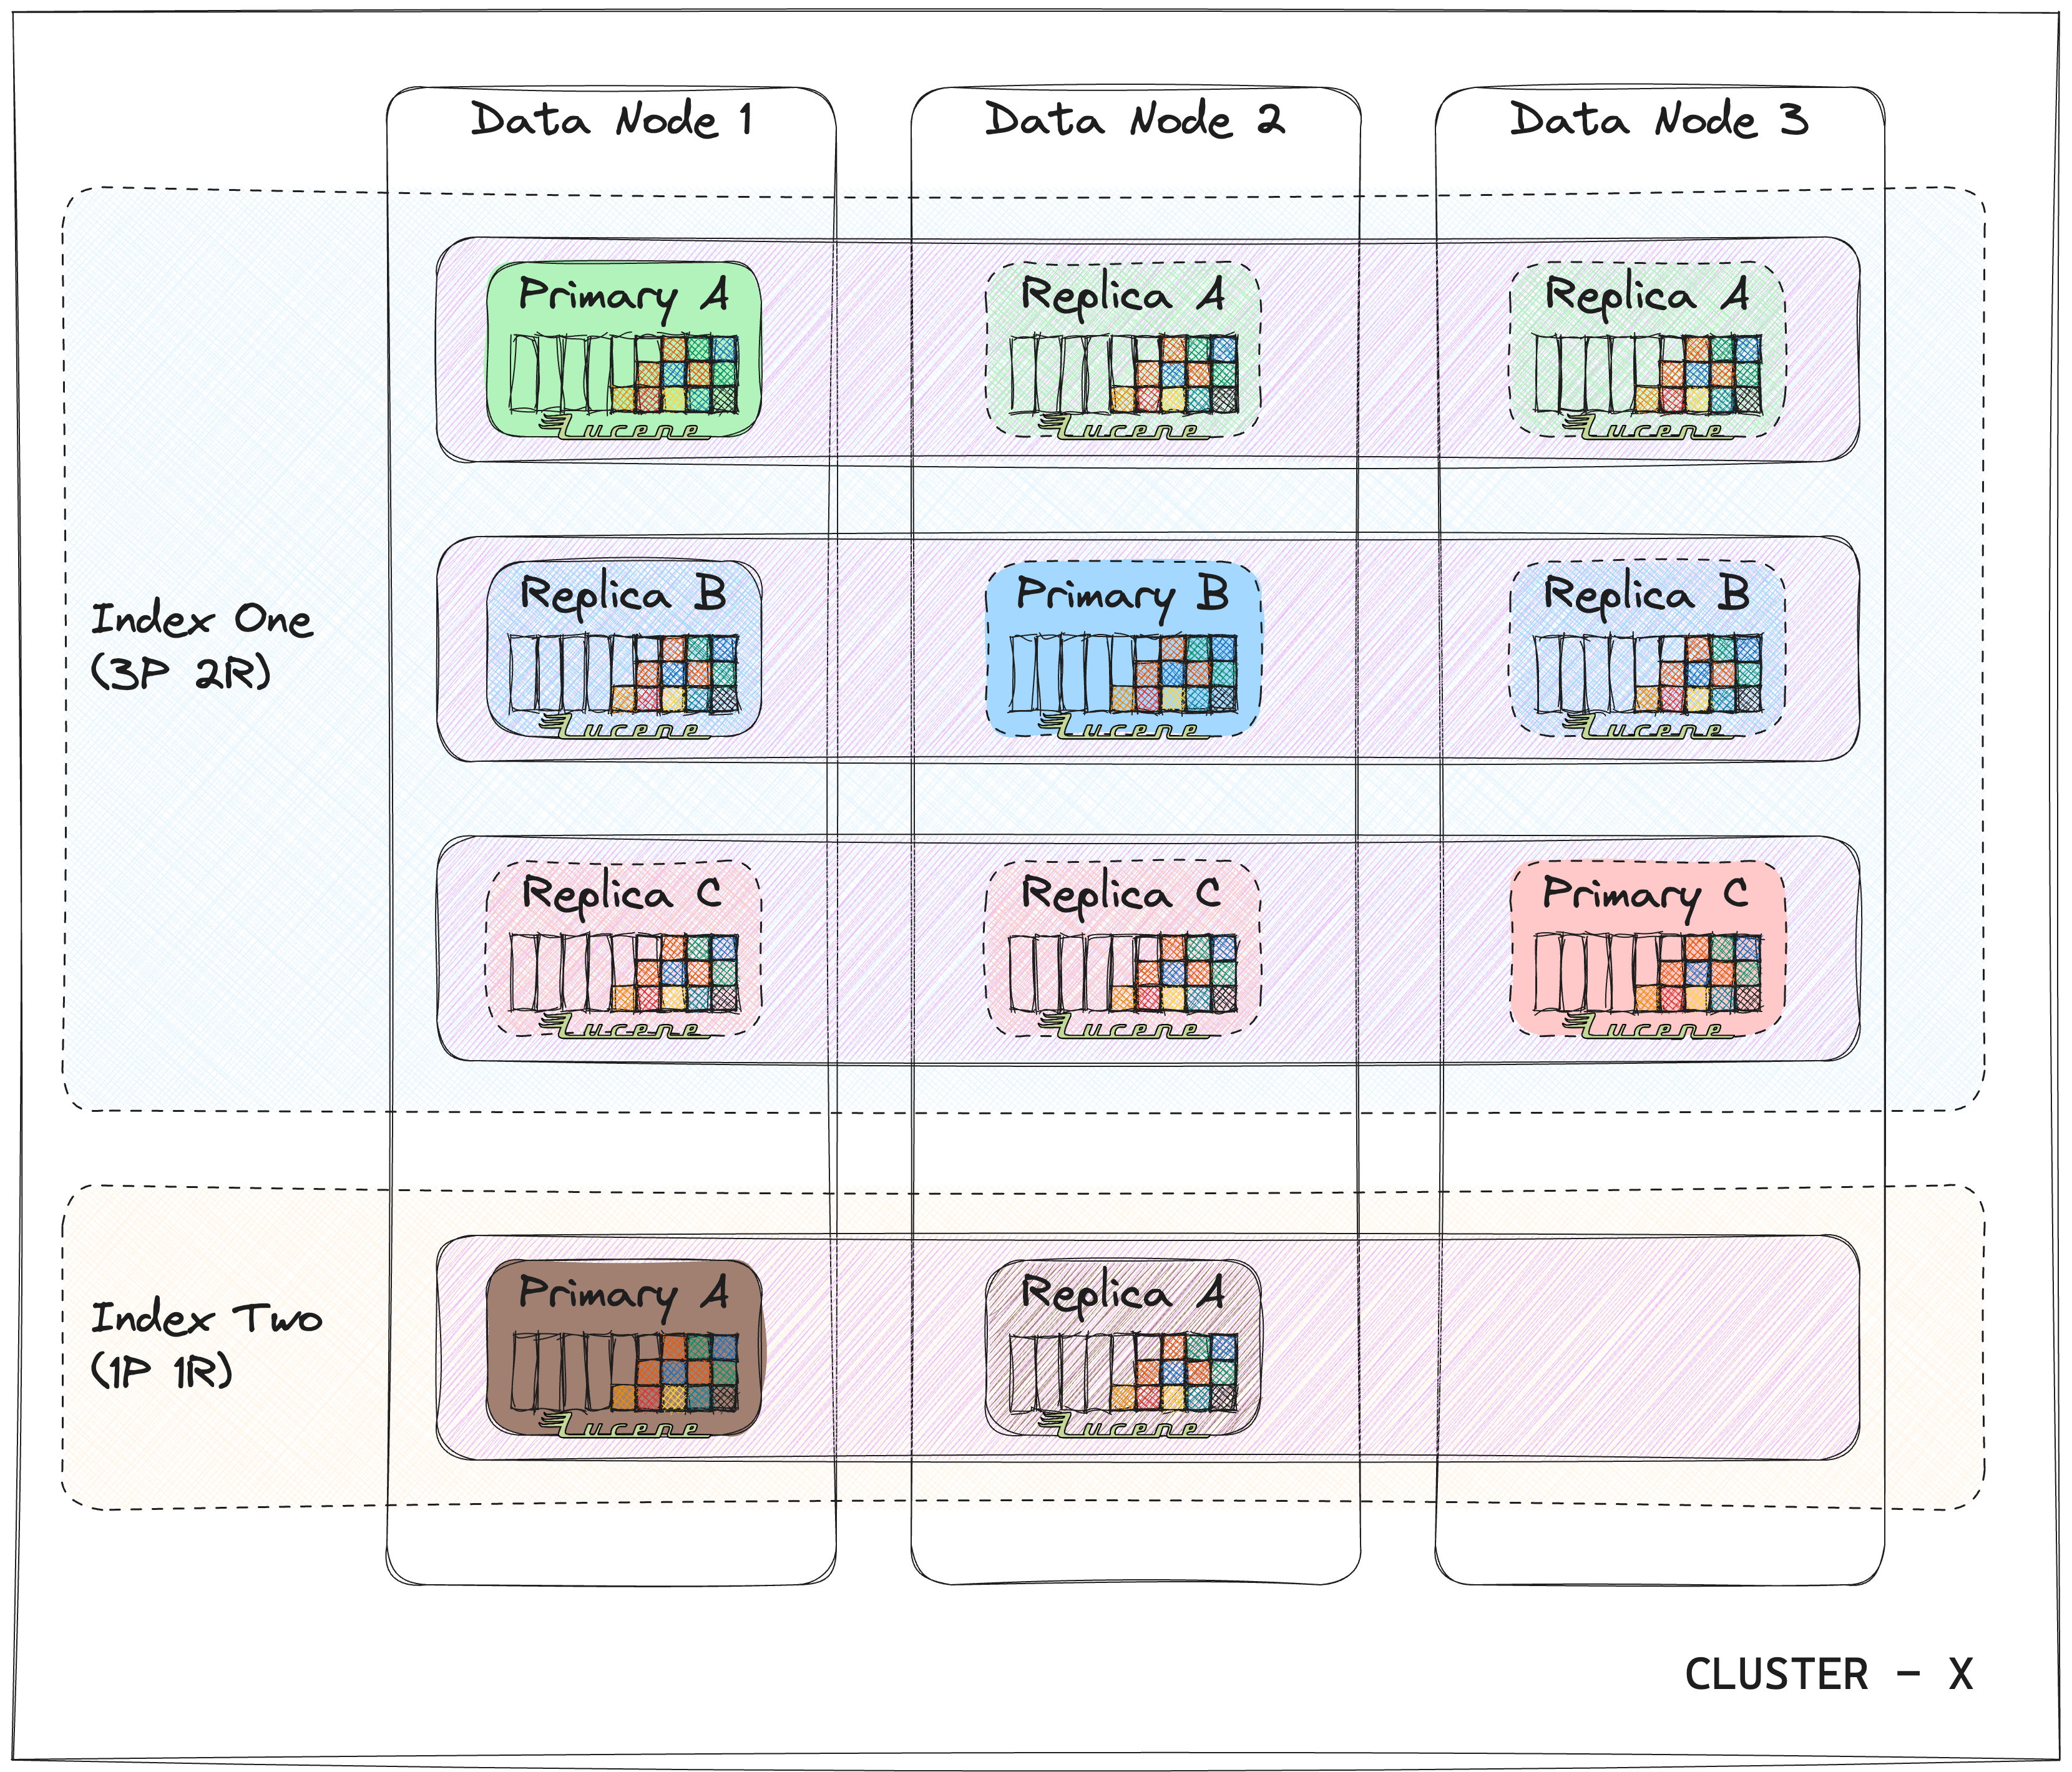 Data Node 1
Data Node 2
Data Node 3
Primary A
Lucene
Replica A
Lucene
Replica A
Lucene
Index One
(3P 2R)
Replica B
Lucene
Primary B
Lucene
Replica B
Lucene
Replica C
Lucene
Replica C
Lucene
Primary C
Lucene
Index Two
(1P 1R)
Primary A
Lucene
Replica A
Lucene
CLUSTER - X